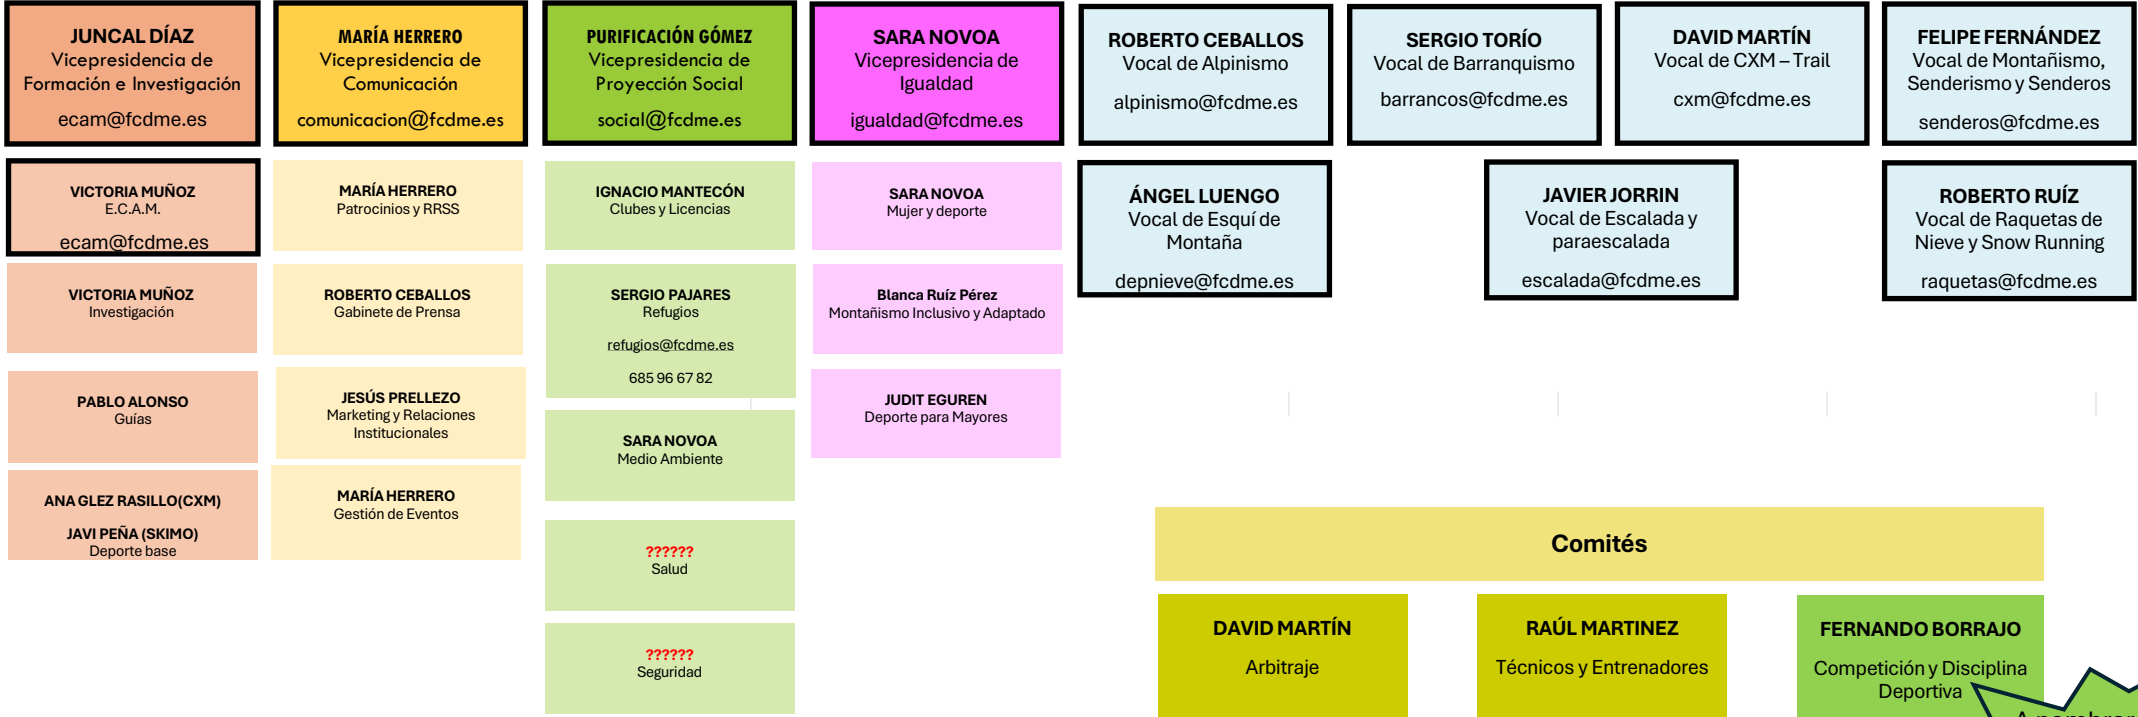 JUNCAL DÍAZ
Vicepresidencia de
Formación e Investigación
ecam@fcdme.es
MARÍA HERRERO
Vicepresidencia de
Comunicación
comunicacion@fcdme.es
PURIFICACIÓN GÓMEZ
Vicepresidencia de
Proyección Social
social@fcdme.es
SARA NOVOA
Vicepresidencia de
Igualdad
igualdad@fcdme.es
ROBERTO CEBALLOS
Vocal de Alpinismo
alpinismo@fcdme.es
SERGIO TORÍO
Vocal de Barranquismo
barrancos@fcdme.es
DAVID MARTÍN
Vocal de CXM – Trail
cxm@fcdme.es
FELIPE FERNÁNDEZ
Vocal de Montañismo,
Senderismo y Senderos
senderos@fcdme.es
VICTORIA MUÑOZ
E.C.A.M.
ecam@fcdme.es
MARÍA HERRERO
Patrocinios y RRSS
IGNACIO MANTECÓN
Clubes y Licencias
SARA NOVOA
Mujer y deporte
ÁNGEL LUENGO
Vocal de Esquí de
Montaña
depnieve@fcdme.es
JAVIER JORRIN
Vocal de Escalada y
paraescalada
escalada@fcdme.es
ROBERTO RUÍZ
Vocal de Raquetas de
Nieve y Snow Running
raquetas@fcdme.es
VICTORIA MUÑOZ
Investigación
ROBERTO CEBALLOS
Gabinete de Prensa
SERGIO PAJARES
Refugios
refugios@fcdme.es
685 96 67 82
Blanca Ruíz Pérez
Montañismo Inclusivo y Adaptado
PABLO ALONSO
Guías
JESÚS PRELLEZO
Marketing y Relaciones
Institucionales
SARA NOVOA
Medio Ambiente
JUDIT EGUREN
Deporte para Mayores
ANA GLEZ RASILLO(CXM)
JAVI PEÑA (SKIMO)
Deporte base
MARÍA HERRERO
Gestión de Eventos
??????
Salud
??????
Seguridad
Comités
DAVID MARTÍN
Arbitraje
RAÚL MARTINEZ
Técnicos y Entrenadores
FERNANDO BORRAJO
Competición y Disciplina
Deportiva